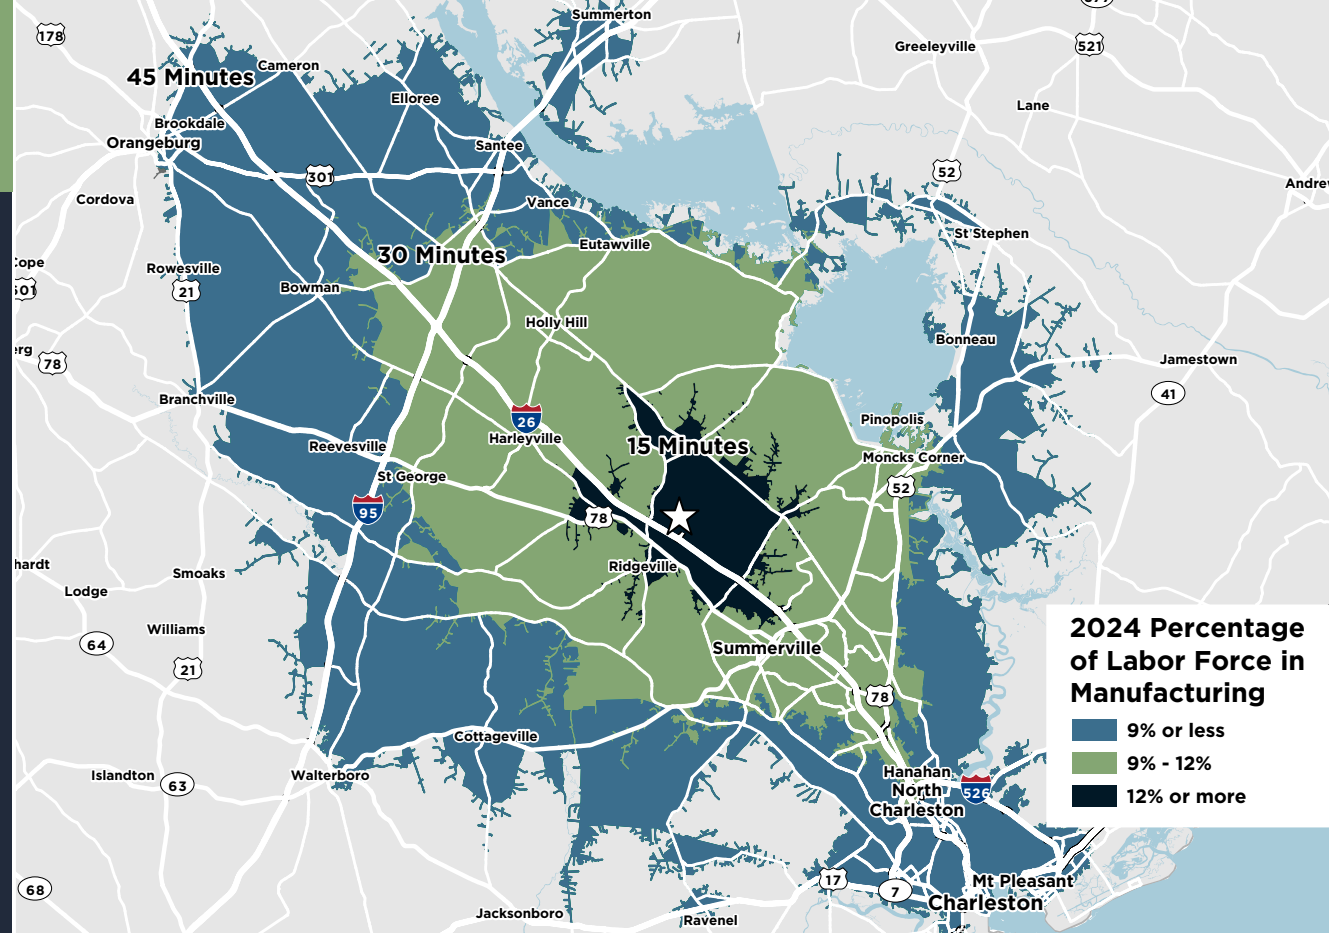 Summerton
178
Greeleyville
521
45 Minutes
Cameron
Elloree
Lane
Brookdale
Orangeburg
Santee
301
52
Cordova
Vance
St Stephen
Eutawville
30 Minutes
Rowesville
Bowman
21
Holly Hill
Bonneau
78
Jamestown
41
Branchville
26
Pinopolis
Harleyville
Reevesville
15 Minutes
Moncks Corner
St George
52
95
78
Ridgeville
Smoaks
Lodge
Williams
64
21
Summerville
2024 Percentage
of Labor Force in
Manufacturing
9% or less
9% - 12%
12% or more
78
Cottageville
Islandton
63
Walterboro
Hanahan
North
Charleston
526
68
17
7
Mt Pleasant
Charleston
Jacksonboro
Ravenel